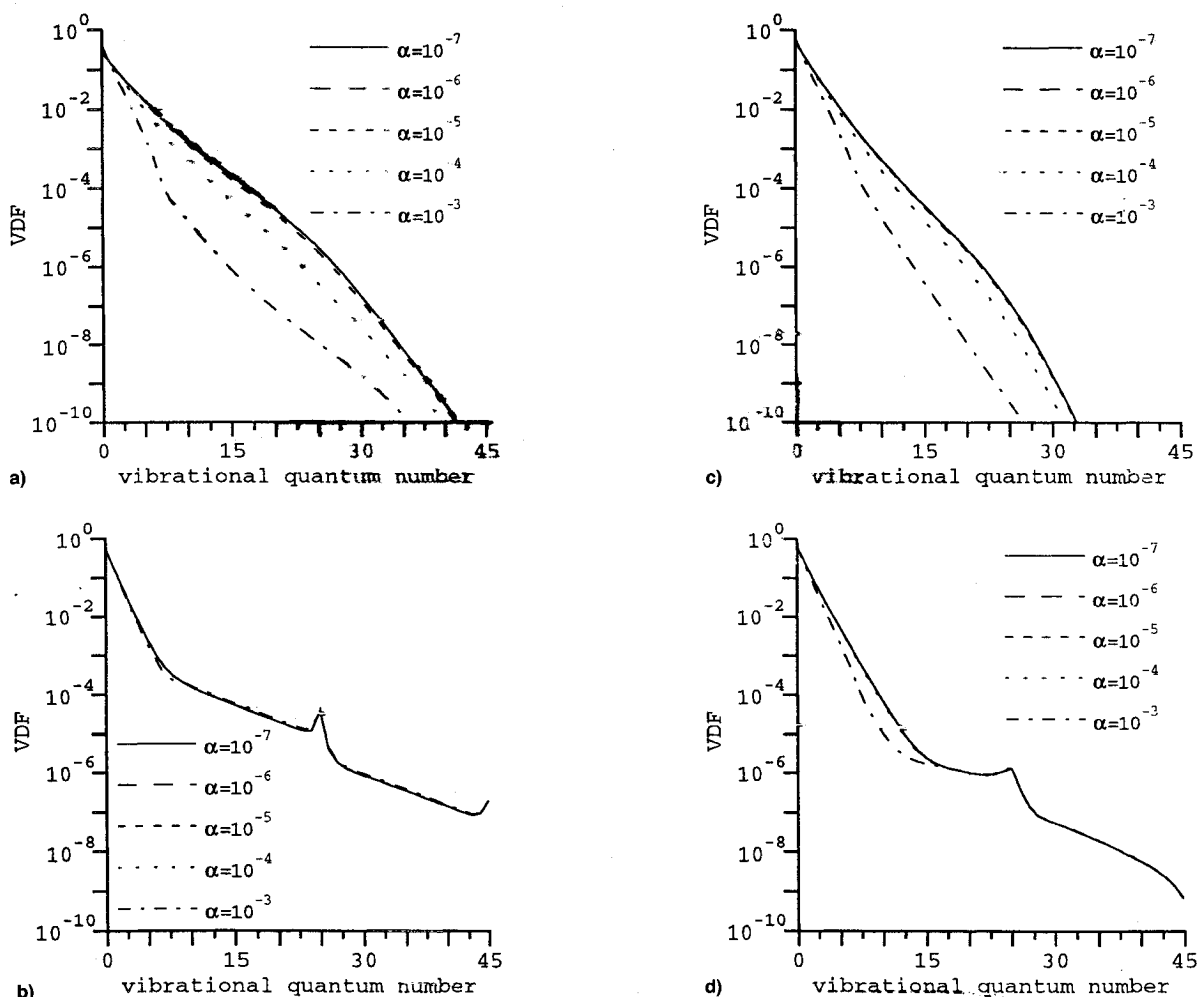 10^0
10^-2
10^-4
10^-6
10^-8
10^-10
VDF
α=10^-7
α=10^-6
α=10^-5
α=10^-4
α=10^-3
0 15 30 45
vibrational quantum number
a)
10^0
10^-2
10^-4
10^-6
10^-8
10^-10
α=10^-7
α=10^-6
α=10^-5
α=10^-4
α=10^-3
VDF
0 15 30 45
vibrational quantum number
c)
10^0
10^-2
10^-4
10^-6
10^-8
10^-10
VDF
α=10^-7
α=10^-6
α=10^-5
α=10^-4
α=10^-3
0 15 30 45
vibrational quantum number
b)
10^0
10^-2
10^-4
10^-6
10^-8
10^-10
VDF
α=10^-7
α=10^-6
α=10^-5
α=10^-4
α=10^-3
0 15 30 45
vibrational quantum number
d)